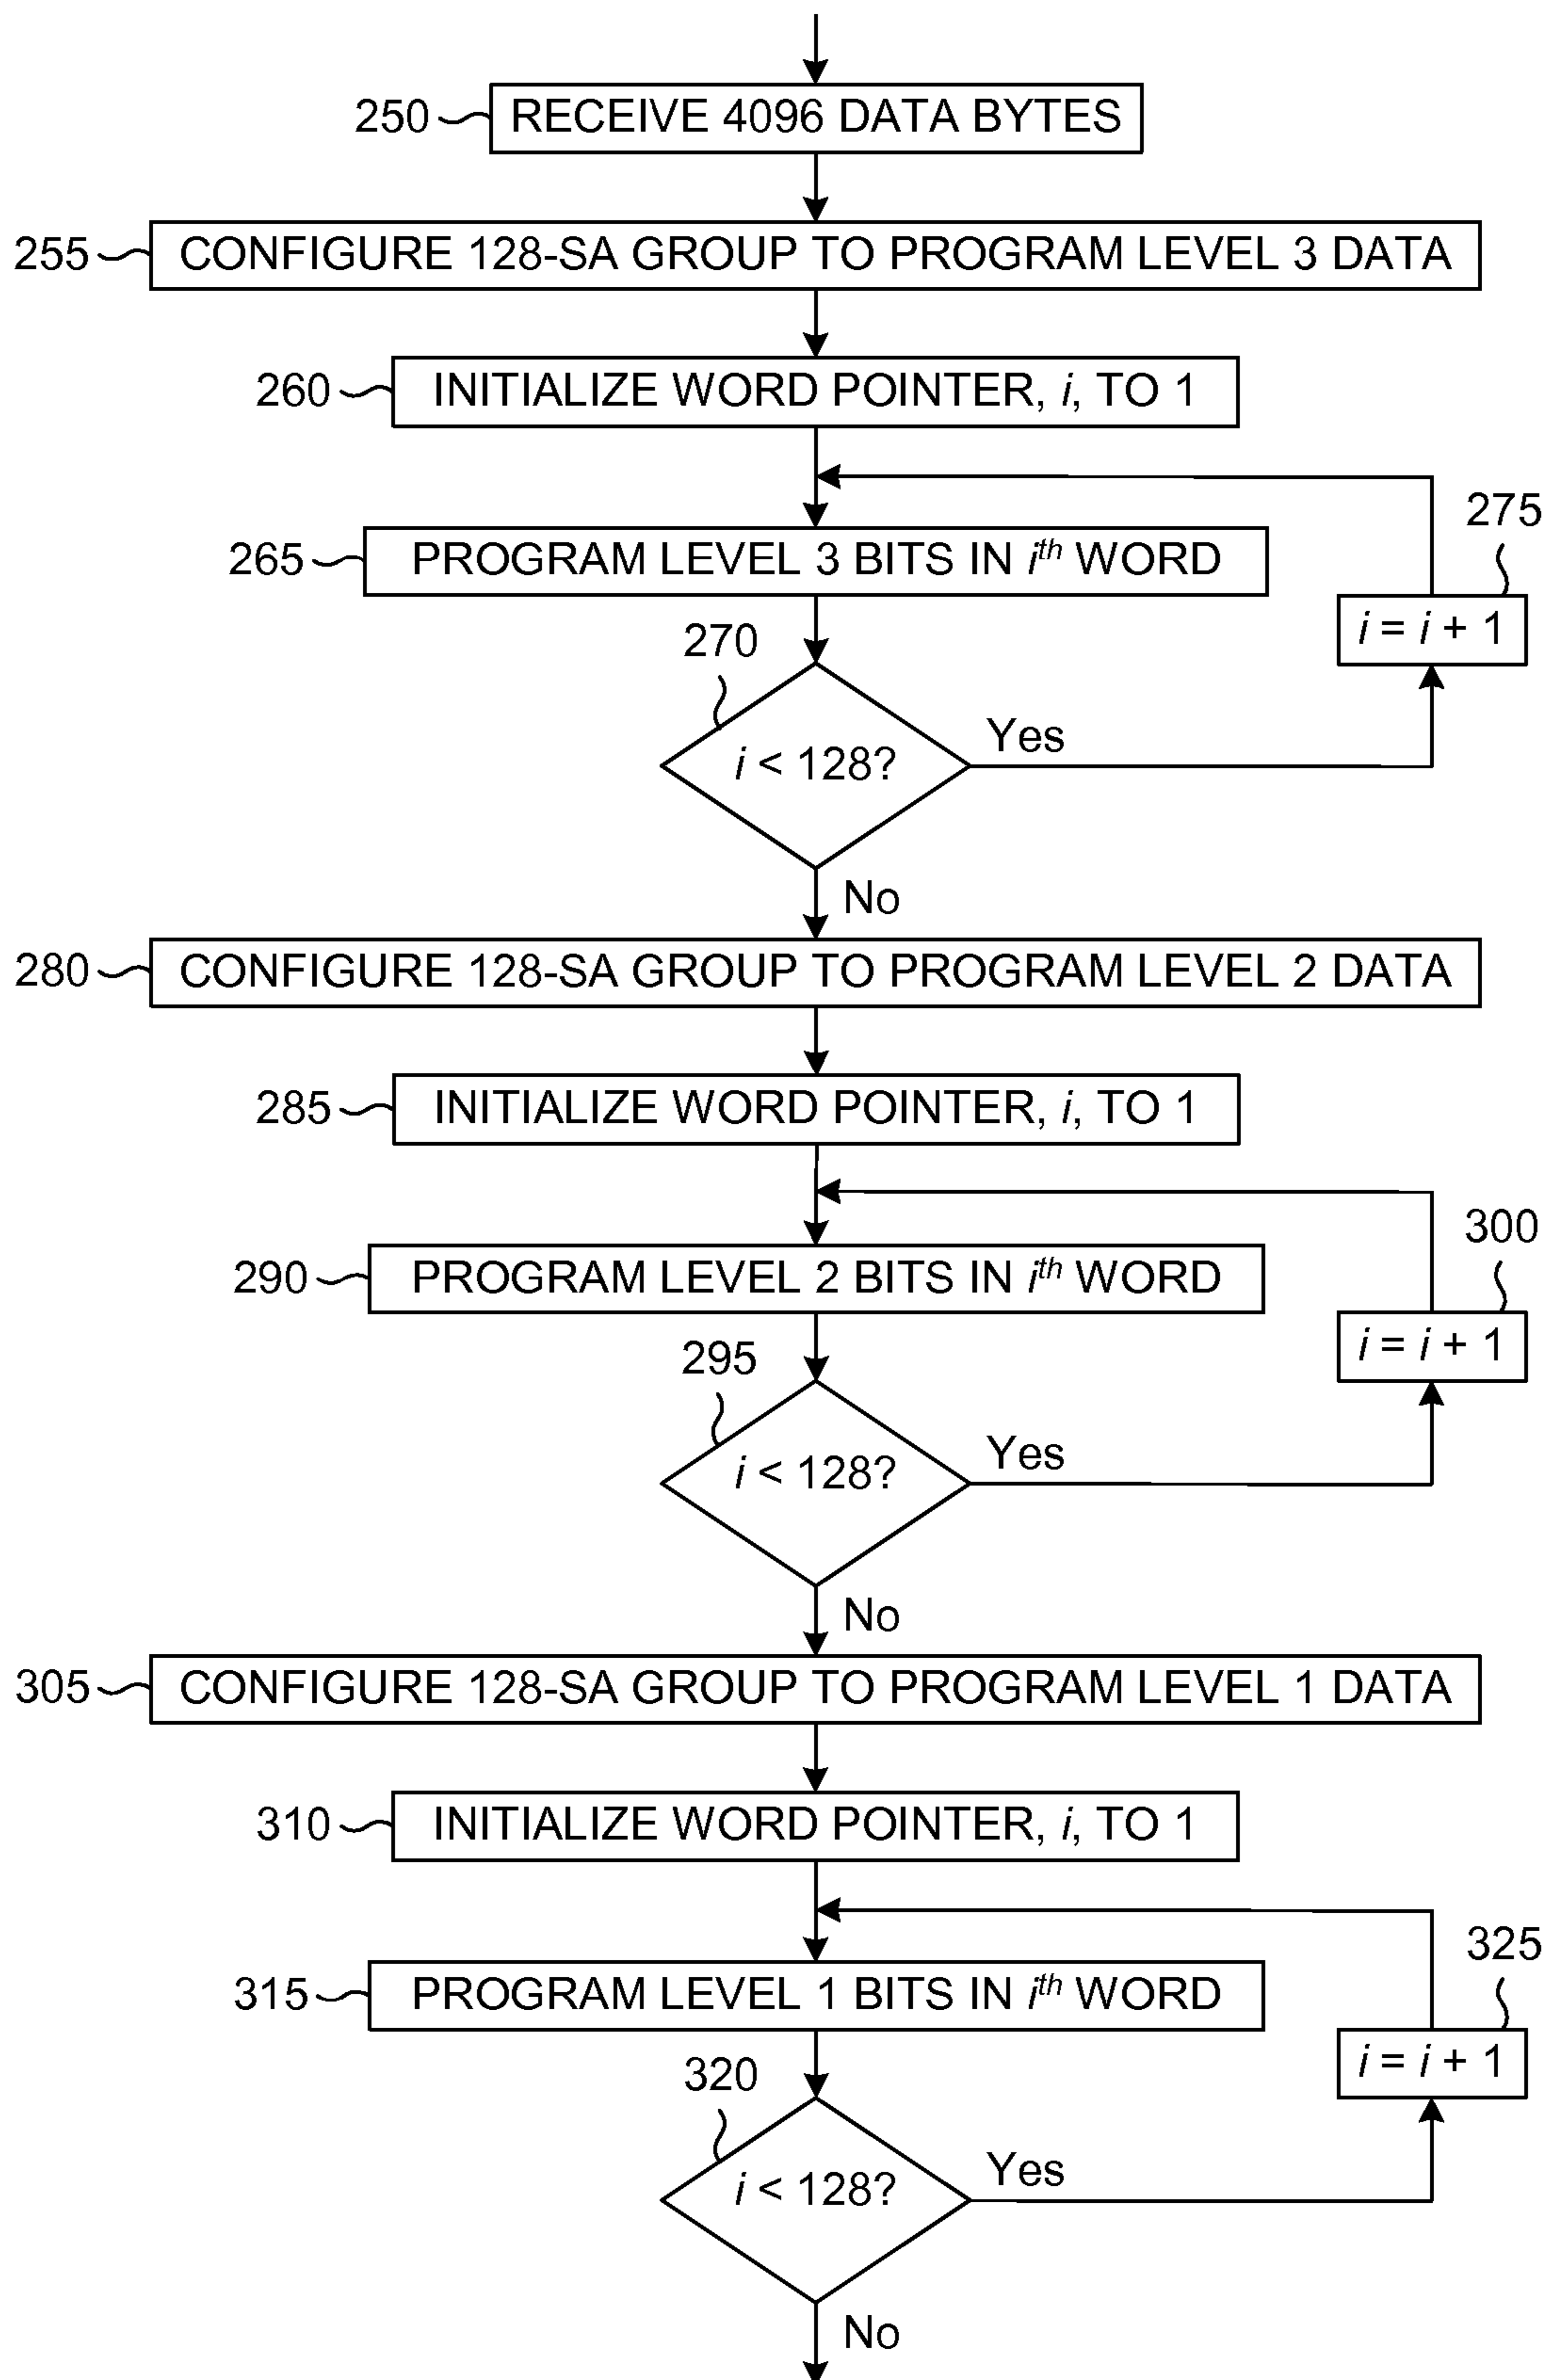 250 RECEIVE 4096 DATA BYTES
255 CONFIGURE 128-SA GROUP TO PROGRAM LEVEL 3 DATA
260 INITIALIZE WORD POINTER, i, TO 1
275
265 PROGRAM LEVEL 3 BITS IN ith WORD
i = i + 1
270
Yes
i < 128?
No
280 CONFIGURE 128-SA GROUP TO PROGRAM LEVEL 2 DATA
285 INITIALIZE WORD POINTER, i, TO 1
300
290 PROGRAM LEVEL 2 BITS IN ith WORD
i = i + 1
295
Yes
i < 128?
No
305 CONFIGURE 128-SA GROUP TO PROGRAM LEVEL 1 DATA
310 INITIALIZE WORD POINTER, i, TO 1
325
315 PROGRAM LEVEL 1 BITS IN ith WORD
i = i + 1
320
Yes
i < 128?
No